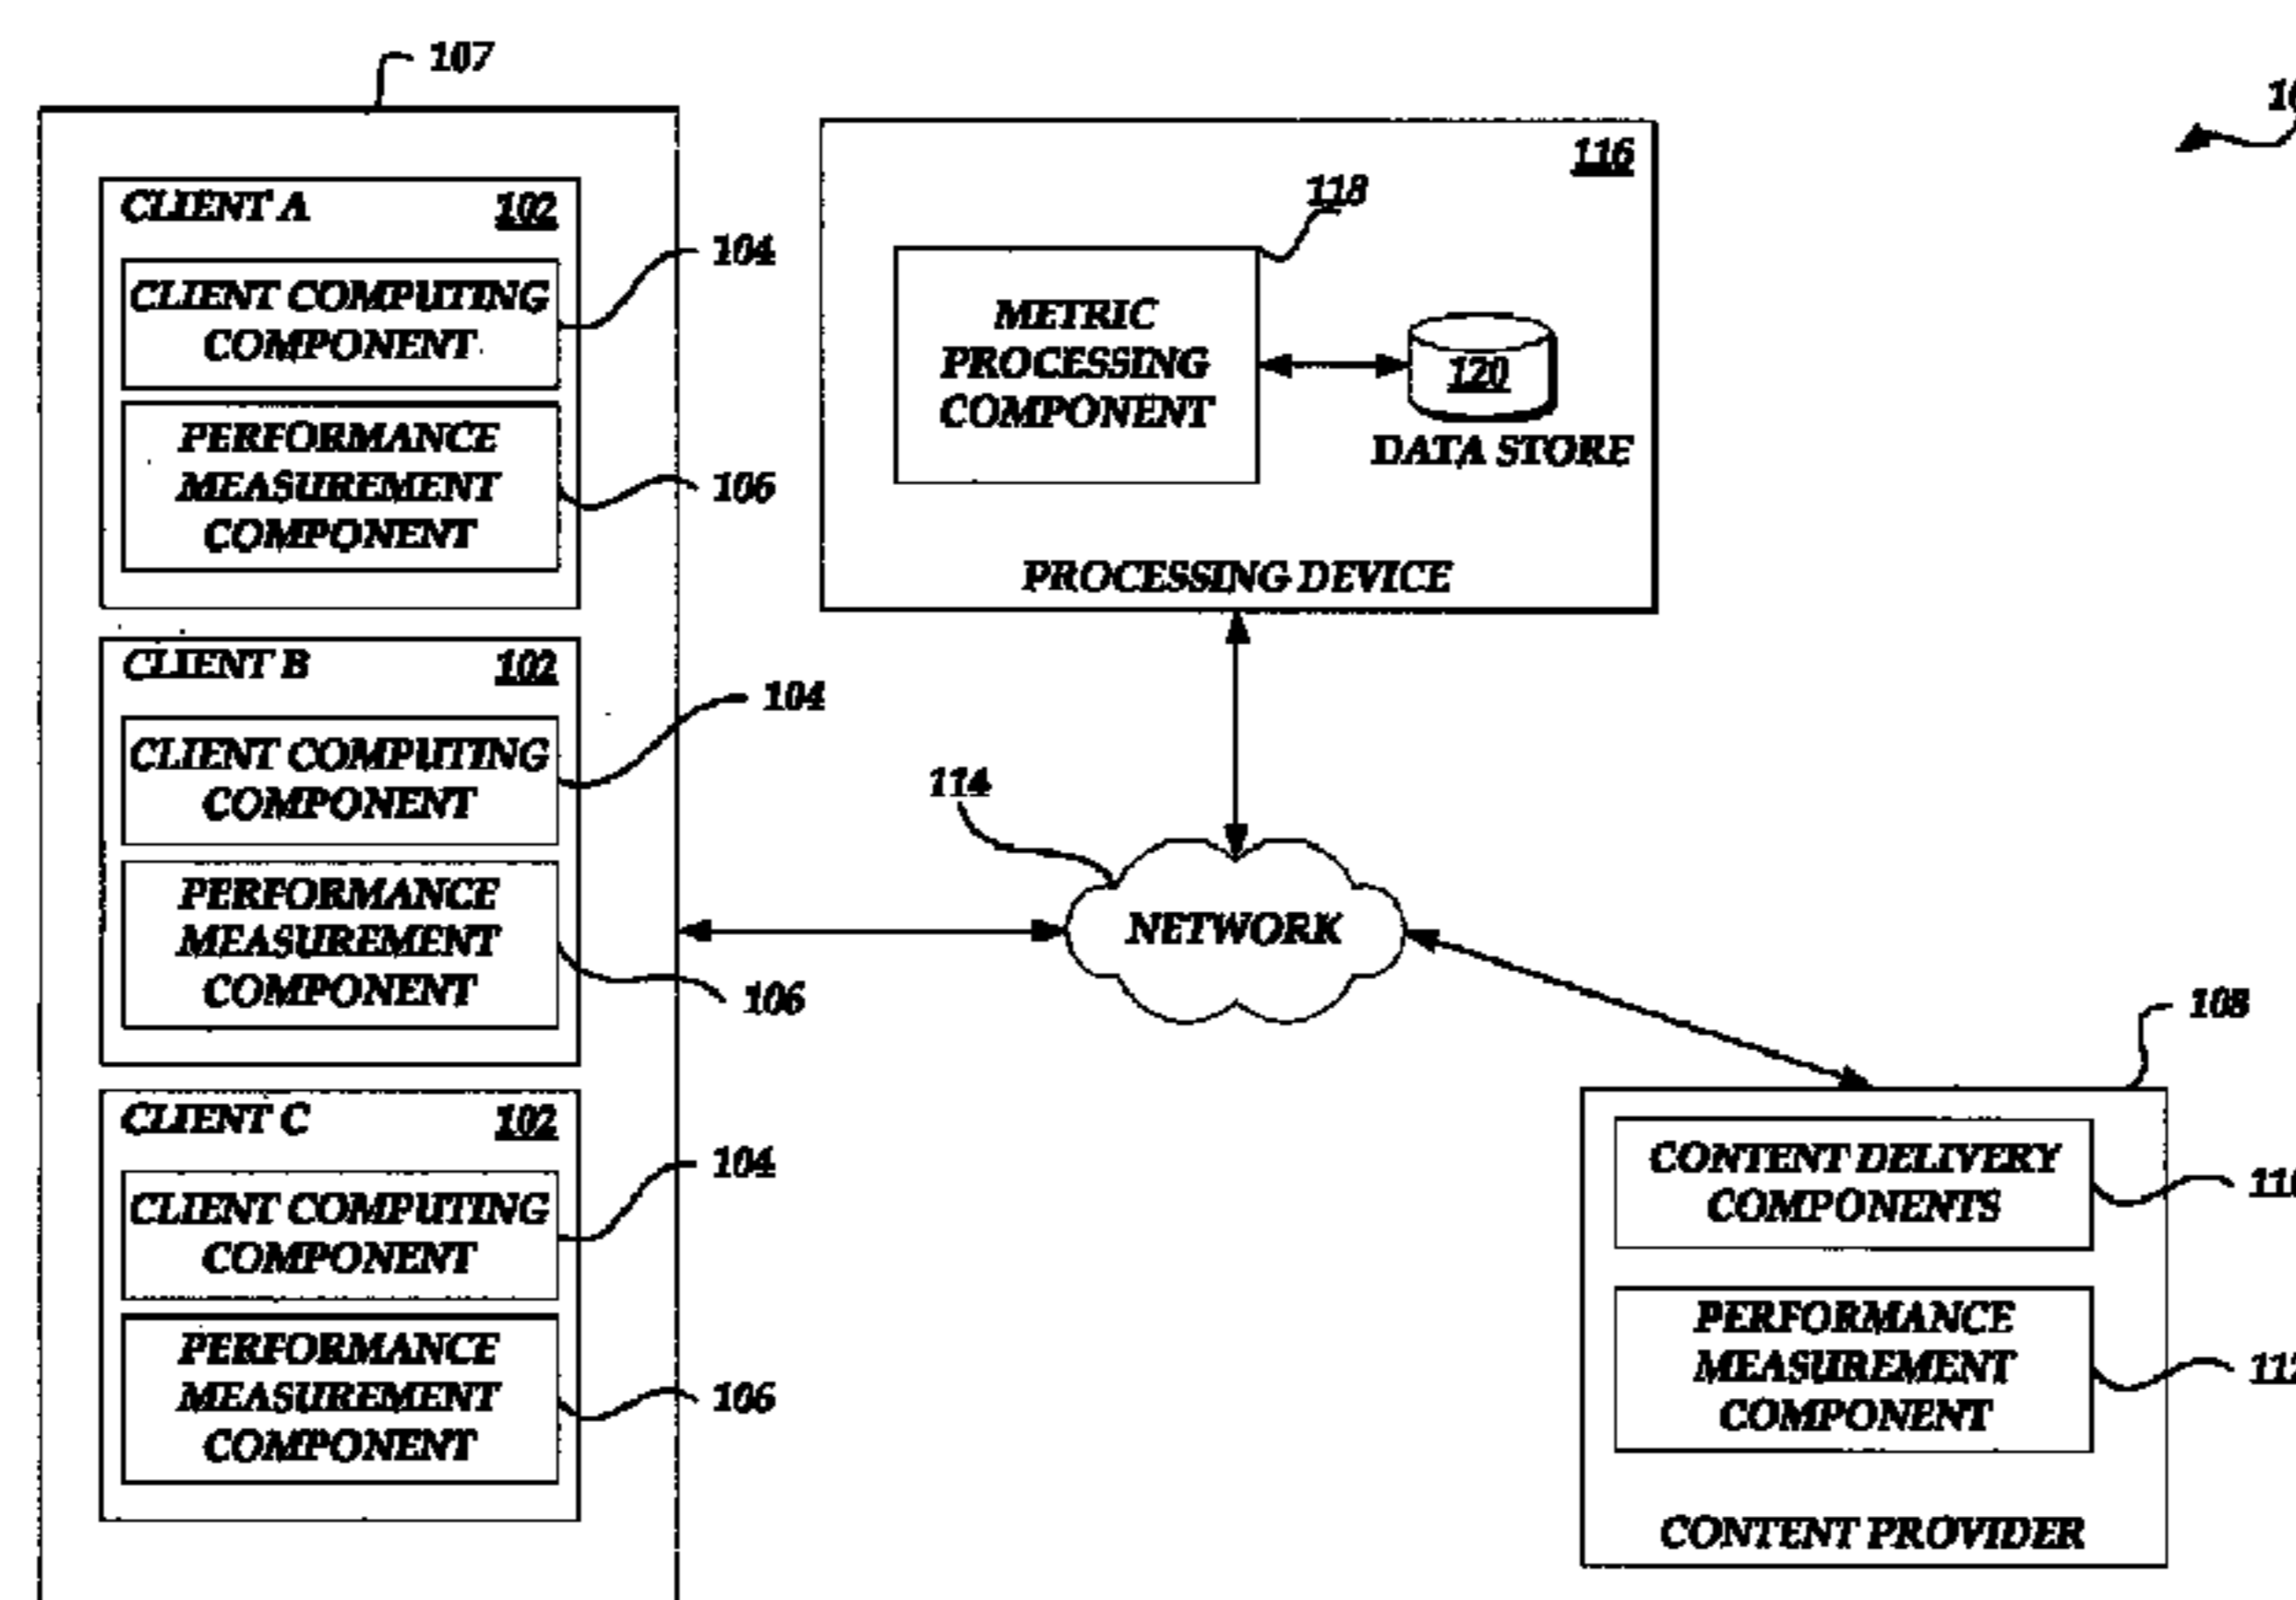 107
CLIENT A 102
CLIENT COMPUTING
COMPONENT
104
PERFORMANCE
MEASUREMENT
COMPONENT
106
CLIENT B 102
CLIENT COMPUTING
COMPONENT
104
PERFORMANCE
MEASUREMENT
COMPONENT
106
CLIENT C 102
CLIENT COMPUTING
COMPONENT
104
PERFORMANCE
MEASUREMENT
COMPONENT
106
116
118
METRIC
PROCESSING
COMPONENT
120
DATA STORE
PROCESSING DEVICE
114
NETWORK
108
CONTENT DELIVERY
COMPONENTS
PERFORMANCE
MEASUREMENT
COMPONENT
CONTENT PROVIDER